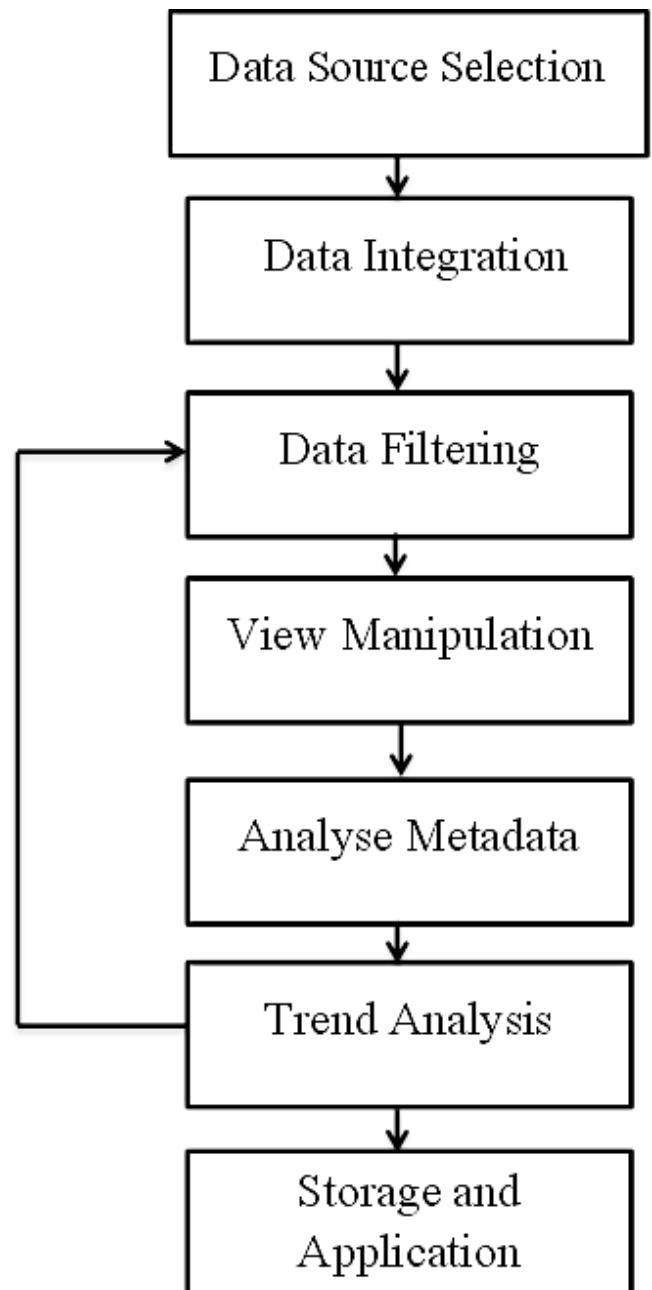 Data Source Selection
Data Integration
Data Filtering
View Manipulation
Analyse Metadata
Trend Analysis
Storage and
Application